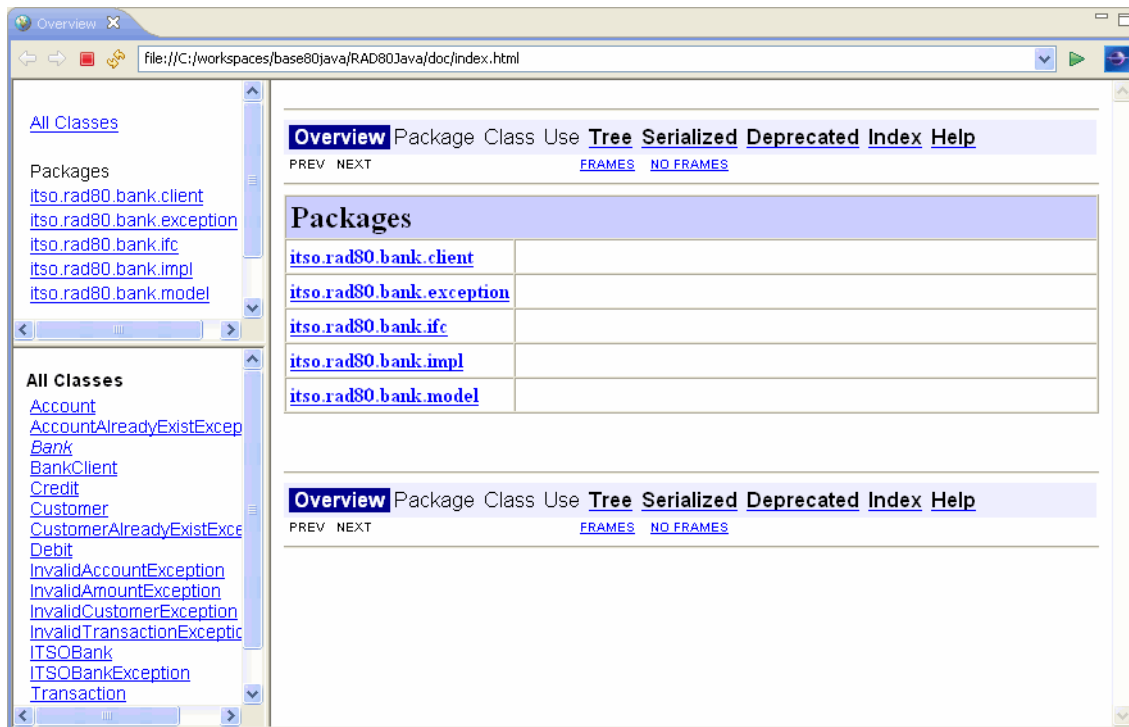 Overview
file://C:/workspaces/base80java/RAD80Java/doc/index.html
All Classes
Packages
itso.rad80.bank.client
itso.rad80.bank.exception
itso.rad80.bank.ifc
itso.rad80.bank.impl
itso.rad80.bank.model
All Classes
Account
AccountAlreadyExistExcep
Bank
BankClient
Credit
Customer
CustomerAlreadyExistExce
Debit
InvalidAccountException
InvalidAmountException
InvalidCustomerException
InvalidTransactionExceptio
ITSOBank
ITSOBankException
Transaction
Overview Package Class Use Tree Serialized Deprecated Index Help
PREV NEXT FRAMES NO FRAMES
Packages
itso.rad80.bank.client
itso.rad80.bank.exception
itso.rad80.bank.ifc
itso.rad80.bank.impl
itso.rad80.bank.model
Overview Package Class Use Tree Serialized Deprecated Index Help
PREV NEXT FRAMES NO FRAMES